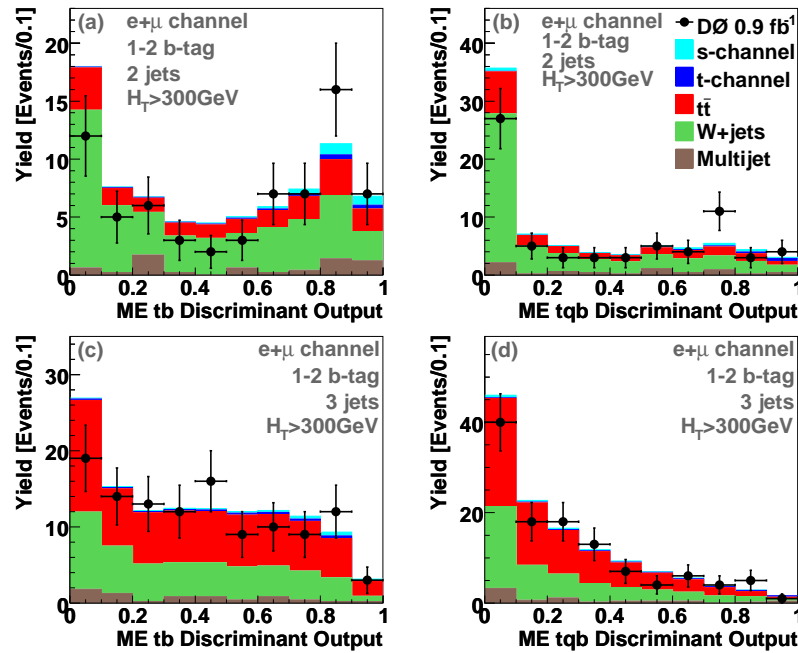 (a) e+μ channel
1-2 b-tag
2 jets
H_T>300GeV
Yield [Events/0.1]
20
15
10
5
0
0 0.2 0.4 0.6 0.8 1
ME tb Discriminant Output
(b) e+μ channel
1-2 b-tag
2 jets
H_T>300GeV
DØ 0.9 fb⁻¹
s-channel
t-channel
tt̄
W+jets
Multijet
Yield [Events/0.1]
40
20
0
0 0.2 0.4 0.6 0.8 1
ME tqb Discriminant Output
(c) e+μ channel
1-2 b-tag
3 jets
H_T>300GeV
Yield [Events/0.1]
30
20
10
0
0 0.2 0.4 0.6 0.8 1
ME tb Discriminant Output
(d) e+μ channel
1-2 b-tag
3 jets
H_T>300GeV
Yield [Events/0.1]
40
20
0
0 0.2 0.4 0.6 0.8 1
ME tqb Discriminant Output